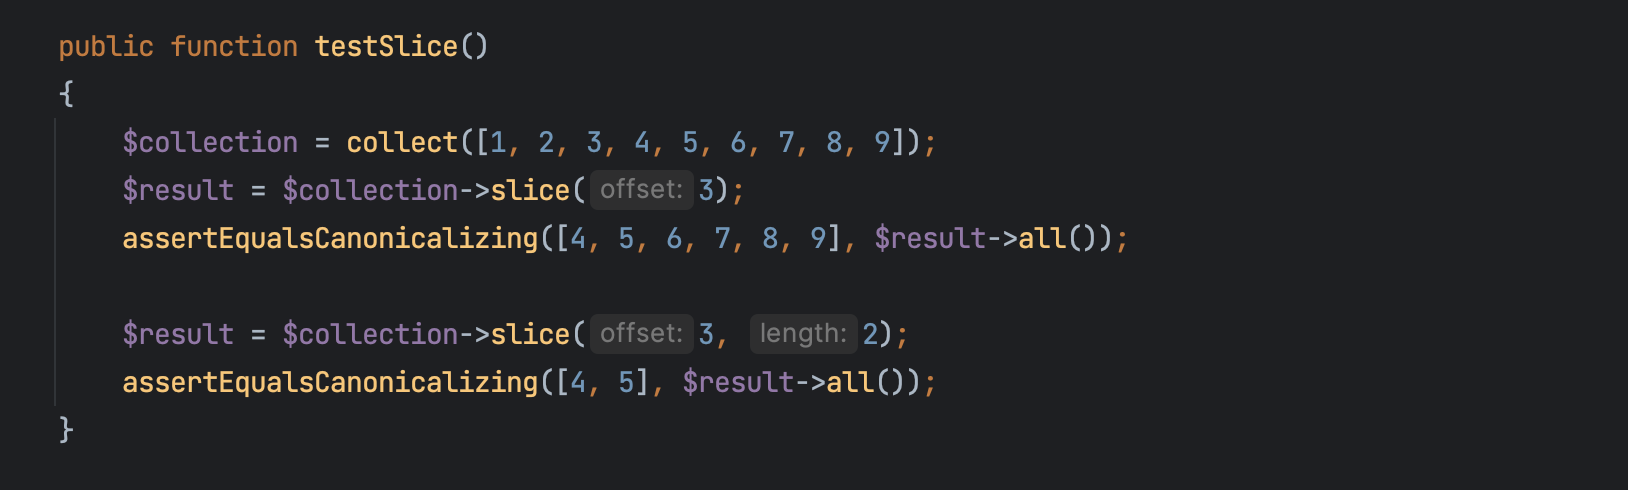 public function testSlice()
{
    $collection = collect([1, 2, 3, 4, 5, 6, 7, 8, 9]);
    $result = $collection->slice( offset: 3);
    assertEqualsCanonicalizing([4, 5, 6, 7, 8, 9], $result->all());

    $result = $collection->slice( offset: 3, length: 2);
    assertEqualsCanonicalizing([4, 5], $result->all());
}